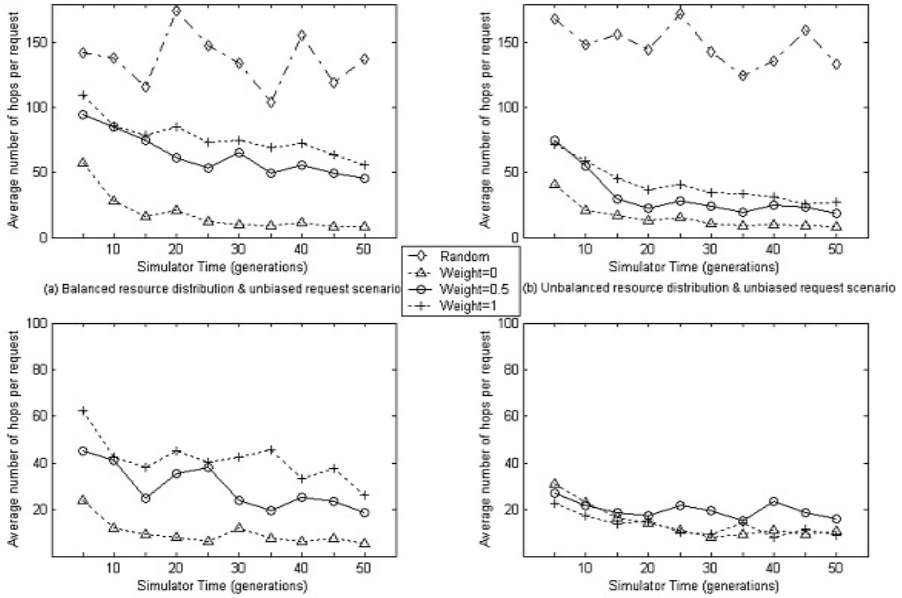 150
100
50
0
Average number of hops per request
10 20 30 40 50
Simulator Time (generations)
(a) Balanced resource distribution & unbiased request scenario
150
100
50
0
Average number of hops per request
10 20 30 40 50
Simulator Time (generations)
(b) Unbalanced resource distribution & unbiased request scenario
Random
Weight=0
Weight=0.5
Weight=1
100
80
60
40
20
Average number of hops per request
10 20 30 40 50
Simulator Time (generations)
100
80
60
40
20
Average number of hops per request
10 20 30 40 50
Simulator Time (generations)